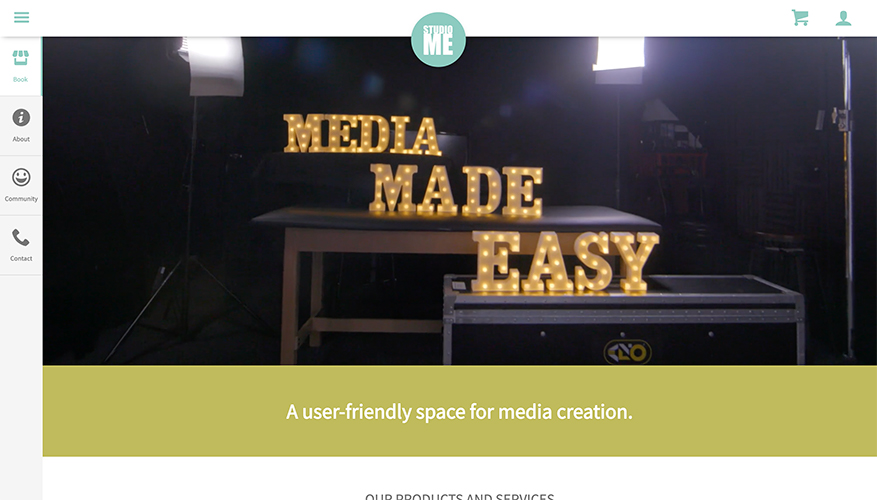 STUDIO
ME
Book
About
Community
Contact
MEDIA
MADE
EASY
A user-friendly space for media creation.
OUR PRODUCTS AND SERVICES